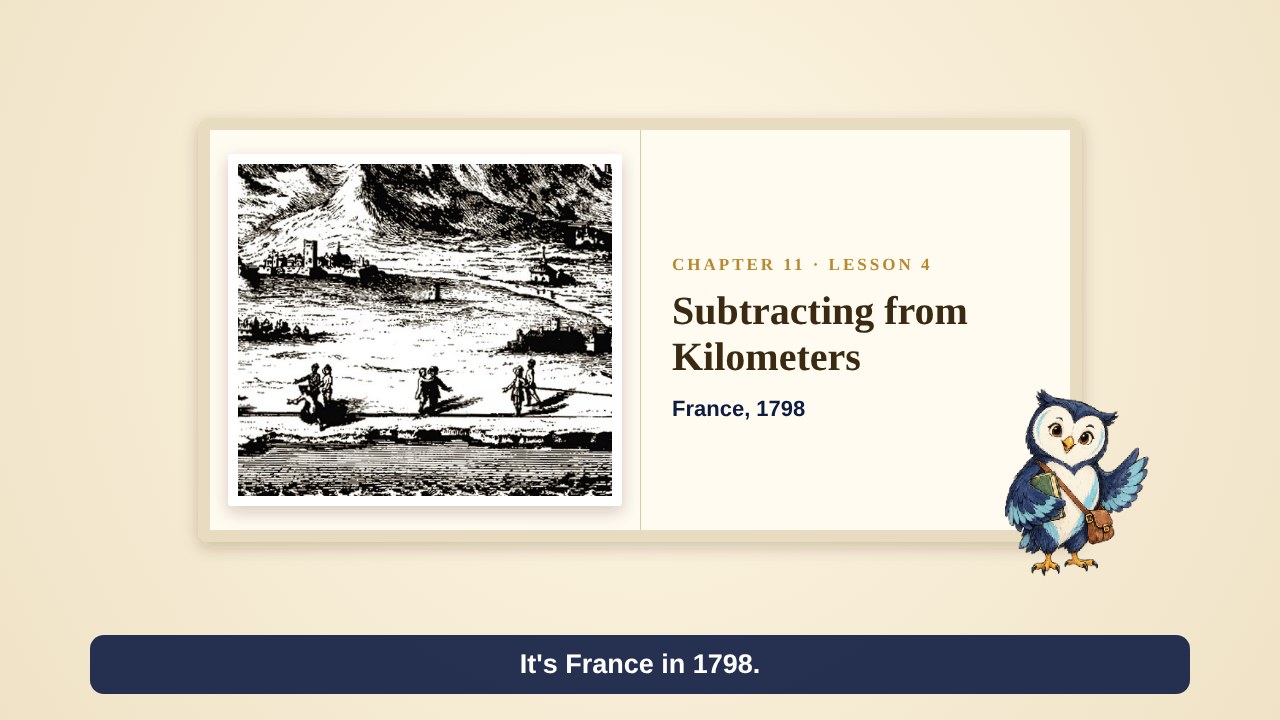 CHAPTER 11 · LESSON 4
Subtracting from
Kilometers
France, 1798
It's France in 1798.